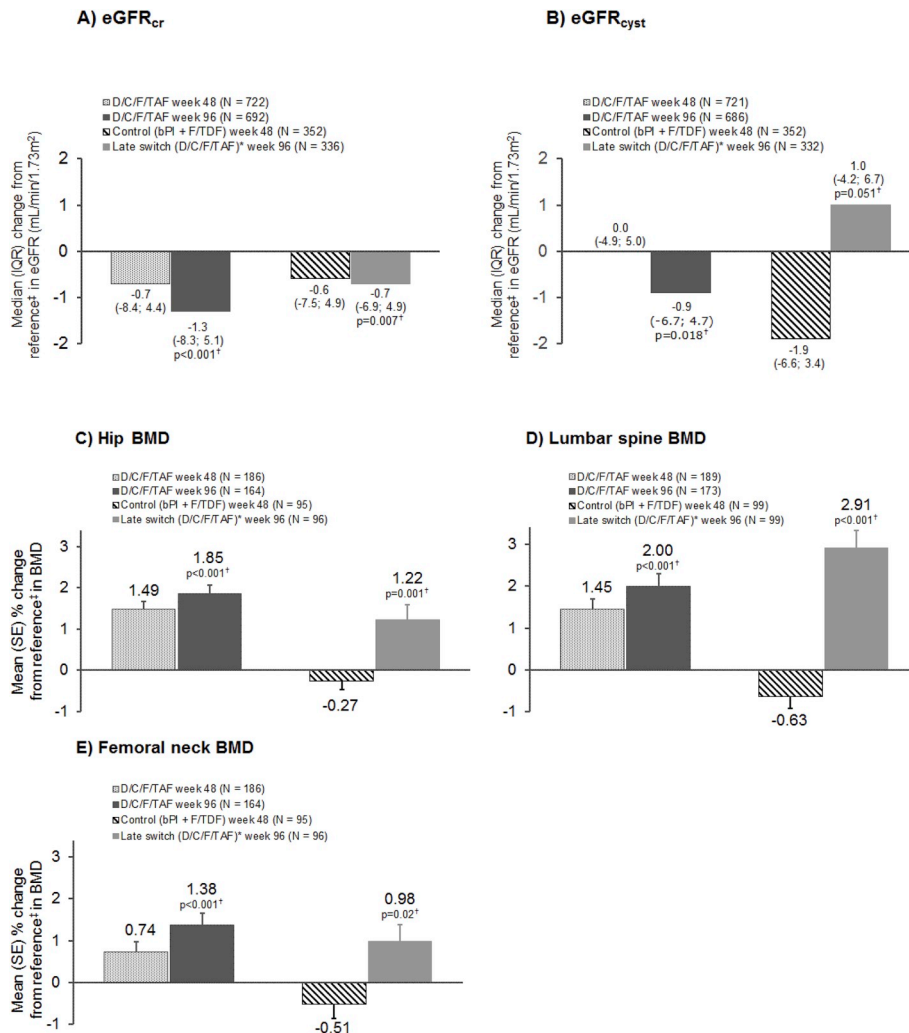 A) eGFRcr
D/C/F/TAF week 48 (N = 722)
D/C/F/TAF week 96 (N = 692)
Control (bPI + F/TDF) week 48 (N = 352)
Late switch (D/C/F/TAF)* week 96 (N = 336)
Median (IQR) change from
reference‡ in eGFR (mL/min/1.73m²)
2
1
0
-1
-2
-0.7
(-8.4; 4.4)
-1.3
(-8.3; 5.1)
p<0.001†
-0.6
(-7.5; 4.9)
-0.7
(-6.9; 4.9)
p=0.007†
B) eGFRcyst
D/C/F/TAF week 48 (N = 721)
D/C/F/TAF week 96 (N = 686)
Control (bPI + F/TDF) week 48 (N = 352)
Late switch (D/C/F/TAF)* week 96 (N = 332)
Median (IQR) change from
reference‡ in eGFR (mL/min/1.73m²)
2
1
0
-1
-2
0.0
(-4.9; 5.0)
-0.9
(-6.7; 4.7)
p=0.018†
-1.9
(-6.6; 3.4)
1.0
(-4.2; 6.7)
p=0.051†
C) Hip BMD
D/C/F/TAF week 48 (N = 186)
D/C/F/TAF week 96 (N = 164)
Control (bPI + F/TDF) week 48 (N = 95)
Late switch (D/C/F/TAF)* week 96 (N = 96)
Mean (SE) % change
from reference‡ in BMD
3
2
1
0
-1
1.49
1.85
p<0.001†
-0.27
1.22
p=0.001†
D) Lumbar spine BMD
D/C/F/TAF week 48 (N = 189)
D/C/F/TAF week 96 (N = 173)
Control (bPI + F/TDF) week 48 (N = 99)
Late switch (D/C/F/TAF)* week 96 (N = 99)
Mean (SE) % change
from reference‡ in BMD
3
2
1
0
-1
1.45
2.00
p<0.001†
-0.63
2.91
p<0.001†
E) Femoral neck BMD
D/C/F/TAF week 48 (N = 186)
D/C/F/TAF week 96 (N = 164)
Control (bPI + F/TDF) week 48 (N = 95)
Late switch (D/C/F/TAF)* week 96 (N = 96)
Mean (SE) % change
from reference‡ in BMD
3
2
1
0
-1
0.74
1.38
p<0.001†
-0.51
0.98
p=0.02†